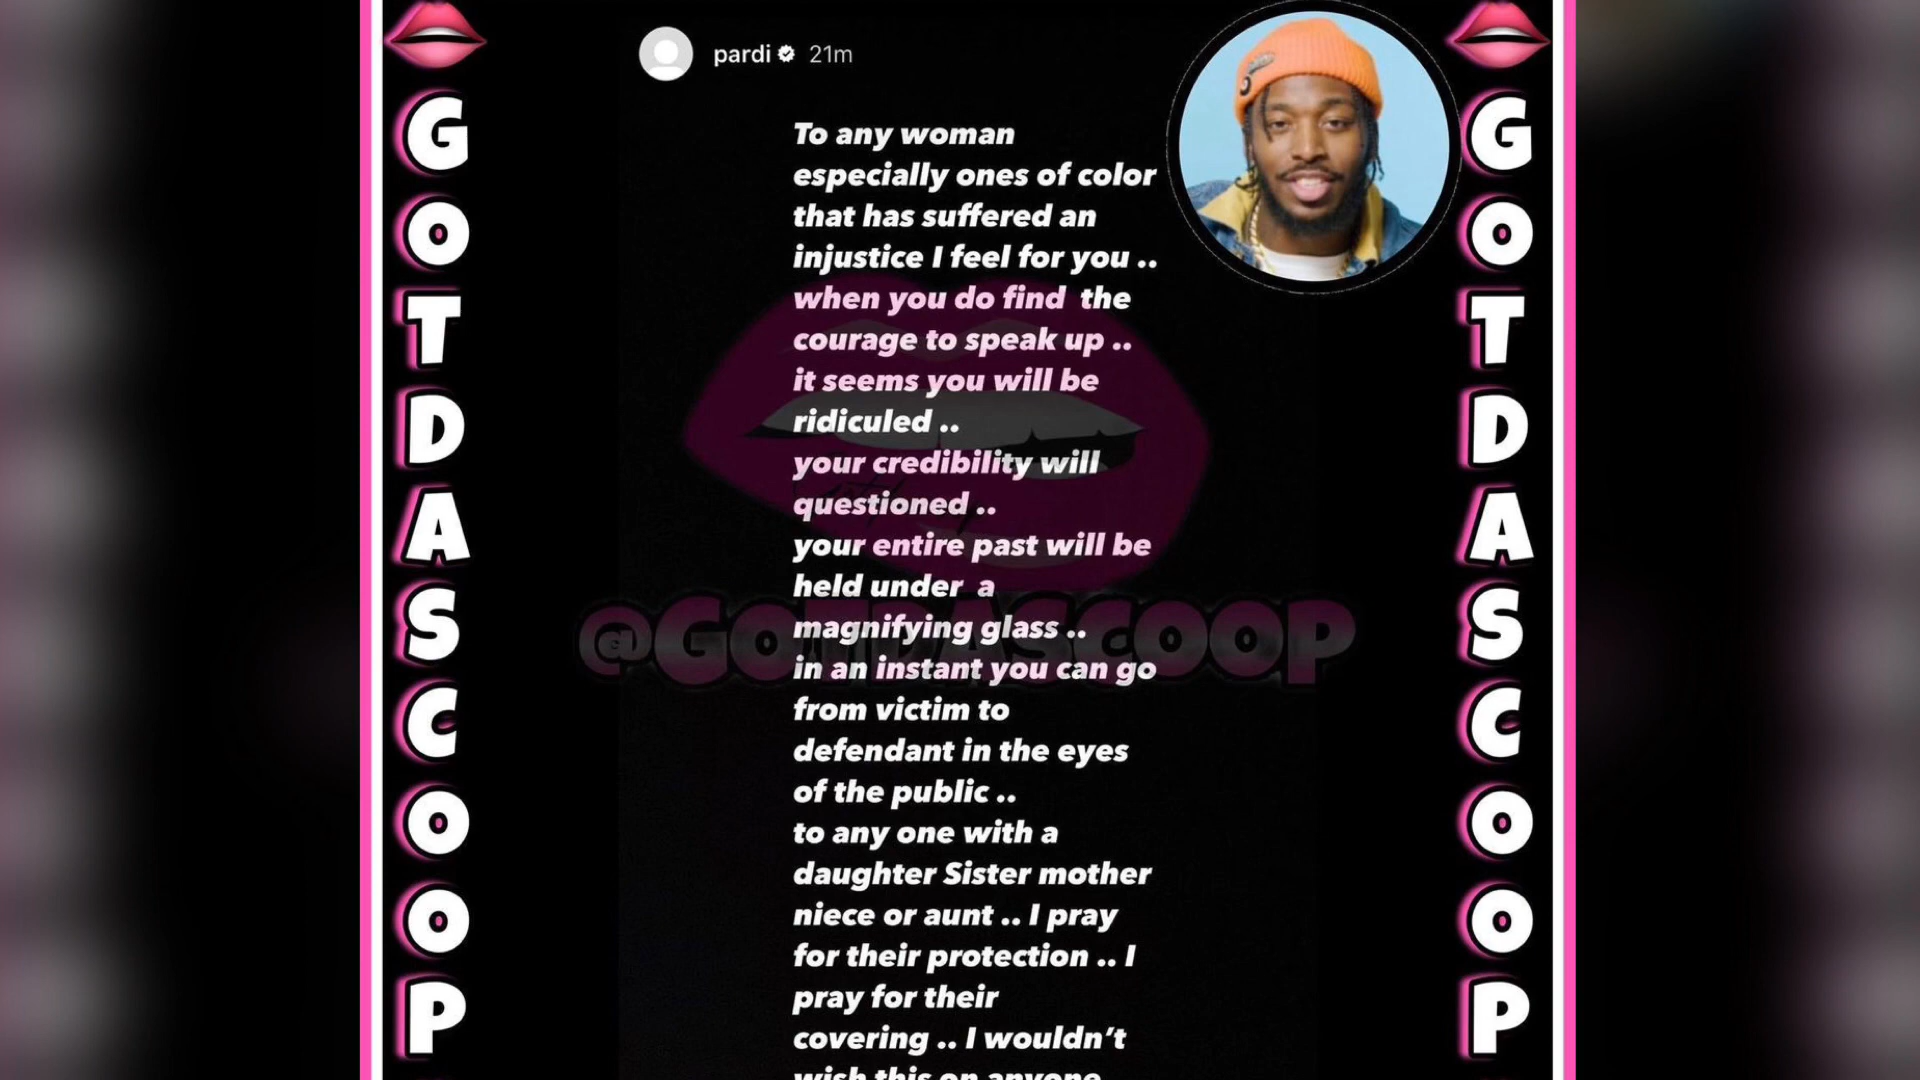 GOTDASCOOP
pardi 21m
To any woman
especially ones of color
that has suffered an
injustice I feel for you ..
when you do find the
courage to speak up ..
it seems you will be
ridiculed ..
your credibility will
questioned ..
your entire past will be
held under a
magnifying glass ..
in an instant you can go
from victim to
defendant in the eyes
of the public ..
to any one with a
daughter Sister mother
niece or aunt .. I pray
for their protection .. I
pray for their
covering .. I wouldn’t
wish this on anyone
@GOTDASCOOP
GOTDASCOOP